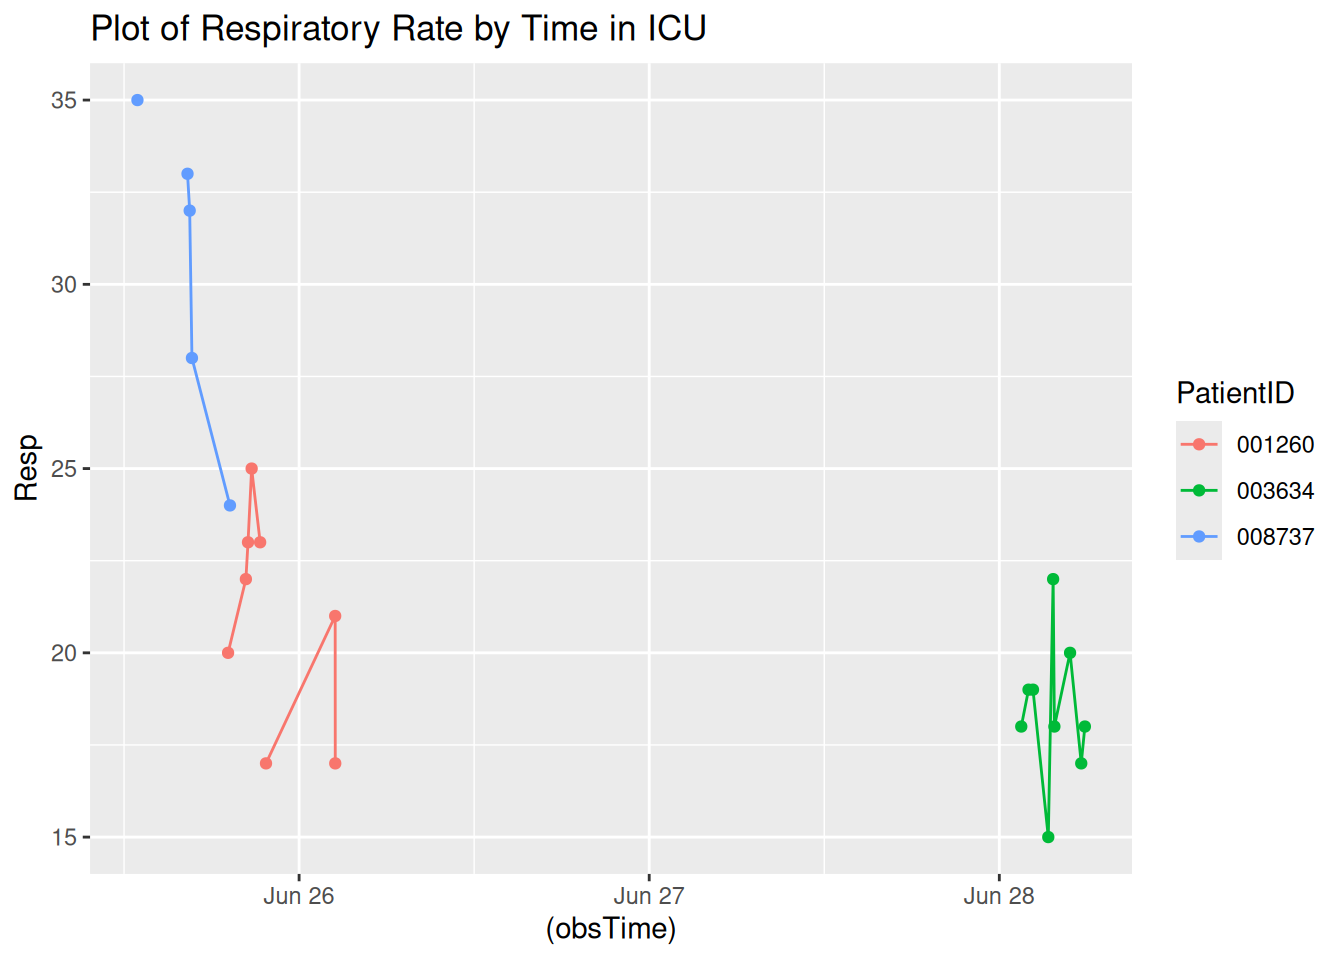 Plot of Respiratory Rate by Time in ICU
35
30
25
20
15
Resp
Jun 26
Jun 27
Jun 28
(obsTime)
PatientID
001260
003634
008737